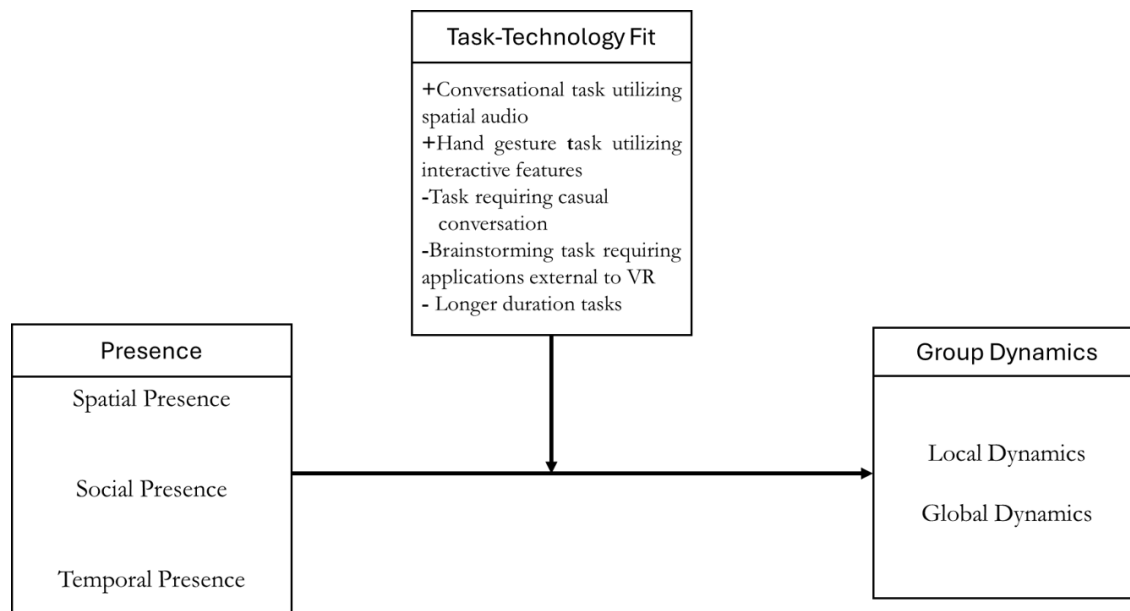 Task-Technology Fit
+Conversational task utilizing
spatial audio
+Hand gesture task utilizing
interactive features
-Task requiring casual
conversation
-Brainstorming task requiring
applications external to VR
- Longer duration tasks
Presence
Spatial Presence
Social Presence
Temporal Presence
Group Dynamics
Local Dynamics
Global Dynamics